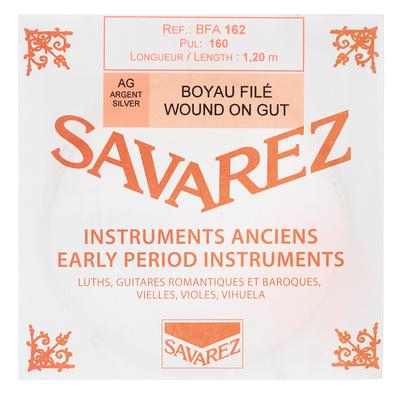 REF.: BFA 162
PUL: 160
LONGUEUR / LENGTH : 1,20 m
AG
ARGENT
SILVER
BOYAU FILÉ
WOUND ON GUT
SAVAREZ
INSTRUMENTS ANCIENS
EARLY PERIOD INSTRUMENTS
LUTHS, GUITARES ROMANTIQUES ET BAROQUES,
VIELLES, VIOLES, VIHUELA
SAVAREZ